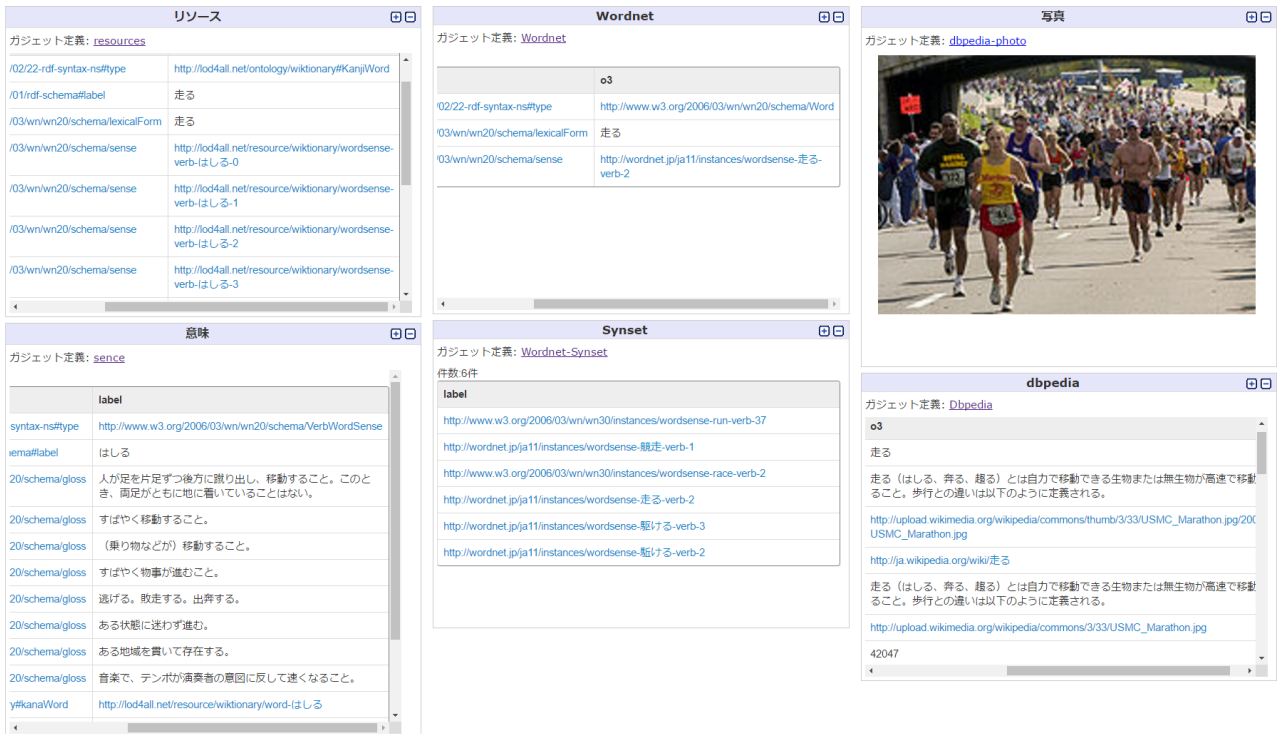 リソース
ガジェット定義: resources
/02/22-rdf-syntax-ns#type http://lod4all.net/ontology/wiktionary#KanjiWord
/01/rdf-schema#label 走る
/03/wn/wn20/schema/lexicalForm 走る
/03/wn/wn20/schema/sense http://lod4all.net/resource/wiktionary/wordsense-
verb-はしる-0
/03/wn/wn20/schema/sense http://lod4all.net/resource/wiktionary/wordsense-
verb-はしる-1
/03/wn/wn20/schema/sense http://lod4all.net/resource/wiktionary/wordsense-
verb-はしる-2
/03/wn/wn20/schema/sense http://lod4all.net/resource/wiktionary/wordsense-
verb-はしる-3
意味
ガジェット定義: sence
label
syntax-ns#type http://www.w3.org/2006/03/wn/wn20/schema/VerbWordSense
ema#label はしる
20/schema/gloss 人が足を片足ずつ後方に蹴り出し、移動すること。このと
き、両足がともに地に着いていることはない。
20/schema/gloss すばやく移動すること。
20/schema/gloss （乗り物などが）移動すること。
20/schema/gloss すばやく物事が進むこと。
20/schema/gloss 逃げる。敗走する。出奔する。
20/schema/gloss ある状態に迷わず進む。
20/schema/gloss ある地域を貫いて存在する。
20/schema/gloss 音楽で、テンポが演奏者の意図に反して速くなること。
y#kanaWord http://lod4all.net/resource/wiktionary/word-はしる
Wordnet
ガジェット定義: Wordnet
o3
/02/22-rdf-syntax-ns#type http://www.w3.org/2006/03/wn/wn20/schema/Word
/03/wn/wn20/schema/lexicalForm 走る
/03/wn/wn20/schema/sense http://wordnet.jp/ja11/instances/wordsense-走る-
verb-2
Synset
ガジェット定義: Wordnet-Synset
件数:6件
label
http://www.w3.org/2006/03/wn/wn30/instances/wordsense-run-verb-37
http://wordnet.jp/ja11/instances/wordsense-競走-verb-1
http://www.w3.org/2006/03/wn/wn30/instances/wordsense-race-verb-2
http://wordnet.jp/ja11/instances/wordsense-走る-verb-2
http://wordnet.jp/ja11/instances/wordsense-駆ける-verb-3
http://wordnet.jp/ja11/instances/wordsense-駈ける-verb-2
写真
ガジェット定義: dbpedia-photo
dbpedia
ガジェット定義: Dbpedia
o3
走る
走る（はしる、奔る、趨る）とは自力で移動できる生物または無生物が高速で移動
ること。歩行との違いは以下のように定義される。
http://upload.wikimedia.org/wikipedia/commons/thumb/3/33/USMC_Marathon.jpg/200
USMC_Marathon.jpg
http://ja.wikipedia.org/wiki/走る
走る（はしる、奔る、趨る）とは自力で移動できる生物または無生物が高速で移動
ること。歩行との違いは以下のように定義される。
http://upload.wikimedia.org/wikipedia/commons/3/33/USMC_Marathon.jpg
42047